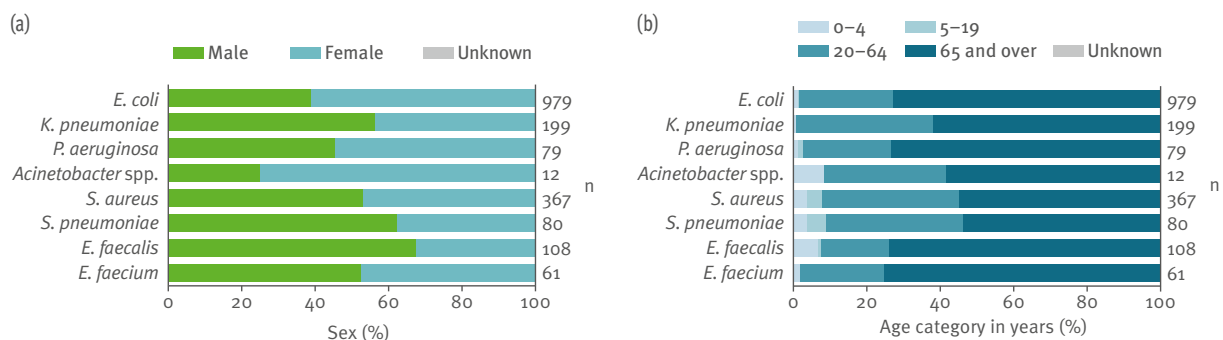 (a)
Male Female Unknown
E. coli 979
K. pneumoniae 199
P. aeruginosa 79
Acinetobacter spp. 12
n
S. aureus 367
S. pneumoniae 80
E. faecalis 108
E. faecium 61
0 20 40 60 80 100
Sex (%)
(b)
0–4 5–19
20–64 65 and over Unknown
E. coli 979
K. pneumoniae 199
P. aeruginosa 79
Acinetobacter spp. 12
n
S. aureus 367
S. pneumoniae 80
E. faecalis 108
E. faecium 61
0 20 40 60 80 100
Age category in years (%)